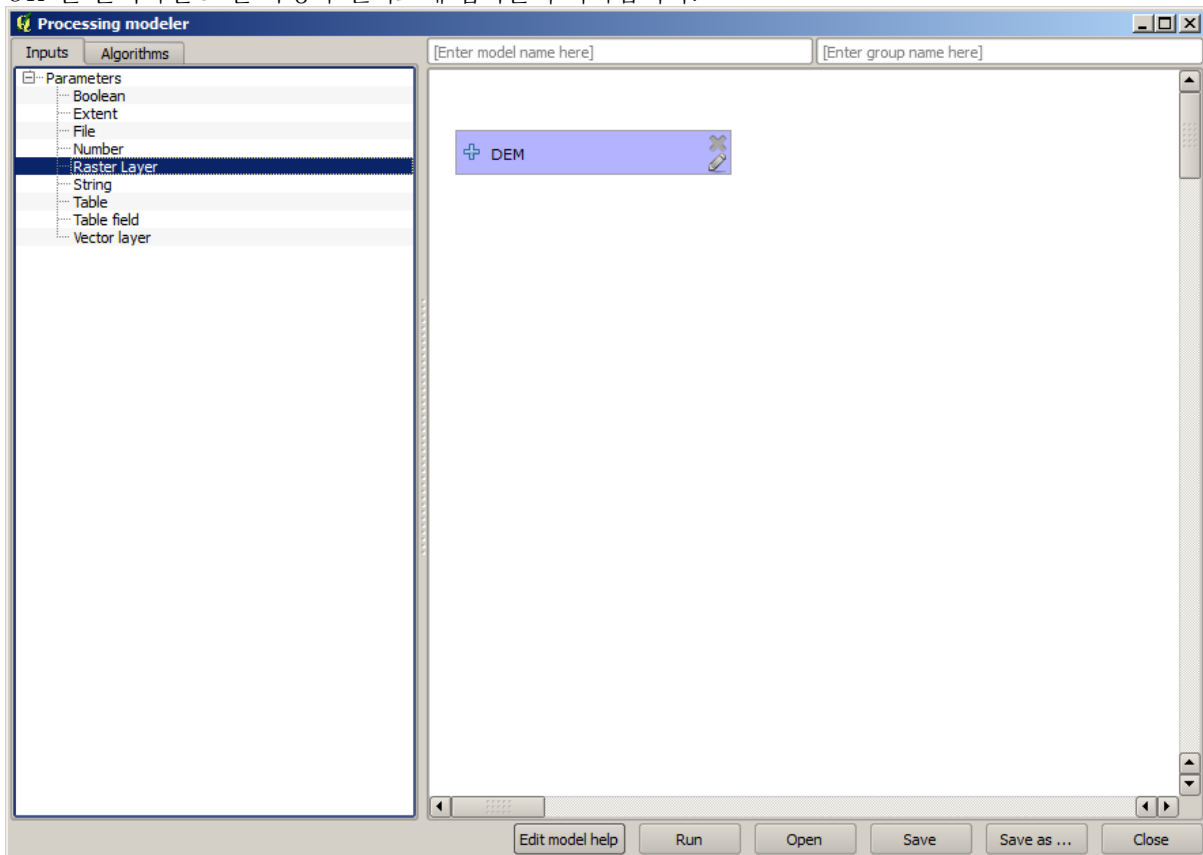 Processing modeler
Inputs
Algorithms
[Enter model name here]
[Enter group name here]
Parameters
Boolean
Extent
File
Number
Raster Layer
String
Table
Table field
Vector layer
DEM
Edit model help
Run
Open
Save
Save as ...
Close